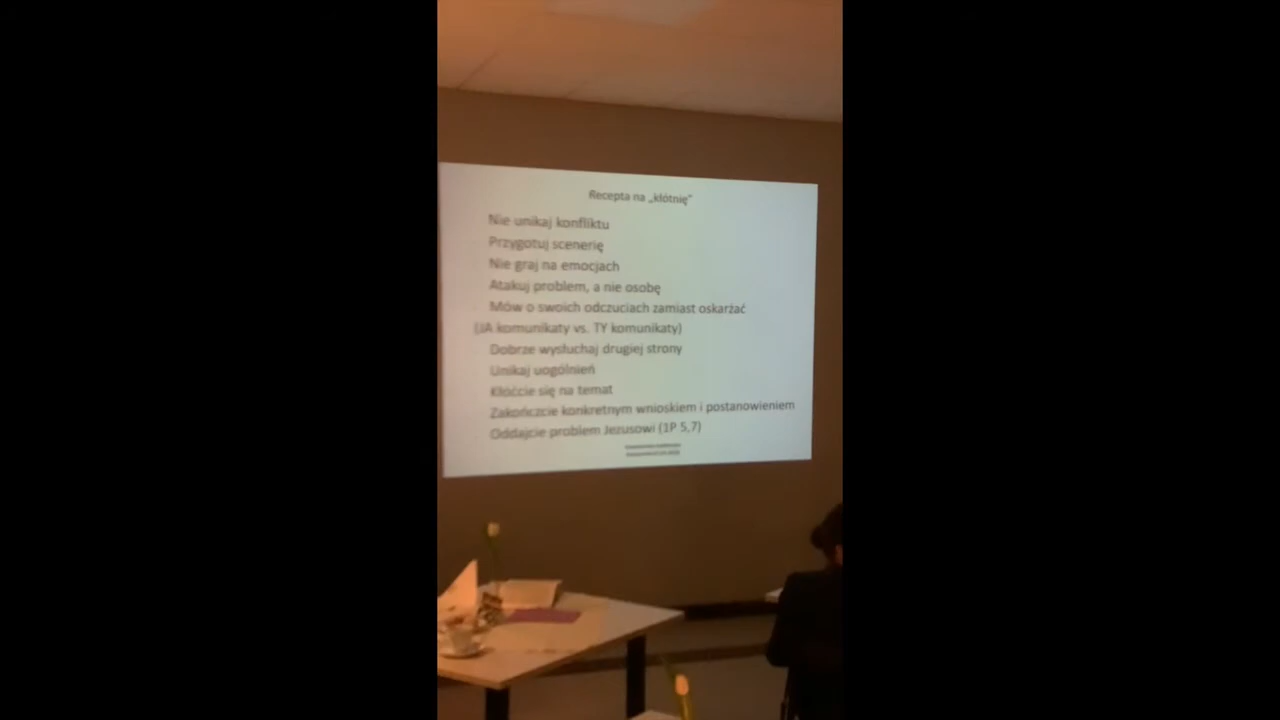 Recepta na „kłótnię”
Nie unikaj konfliktu
Przygotuj scenerię
Nie graj na emocjach
Atakuj problem, a nie osobę
Mów o swoich odczuciach zamiast oskarżać
(JA komunikaty vs. TY komunikaty)
Dobrze wysłuchaj drugiej strony
Unikaj uogólnień
Kłóćcie się na temat
Zakończcie konkretnym wnioskiem i postanowieniem
Oddajcie problem Jezusowi (1P 5,7)